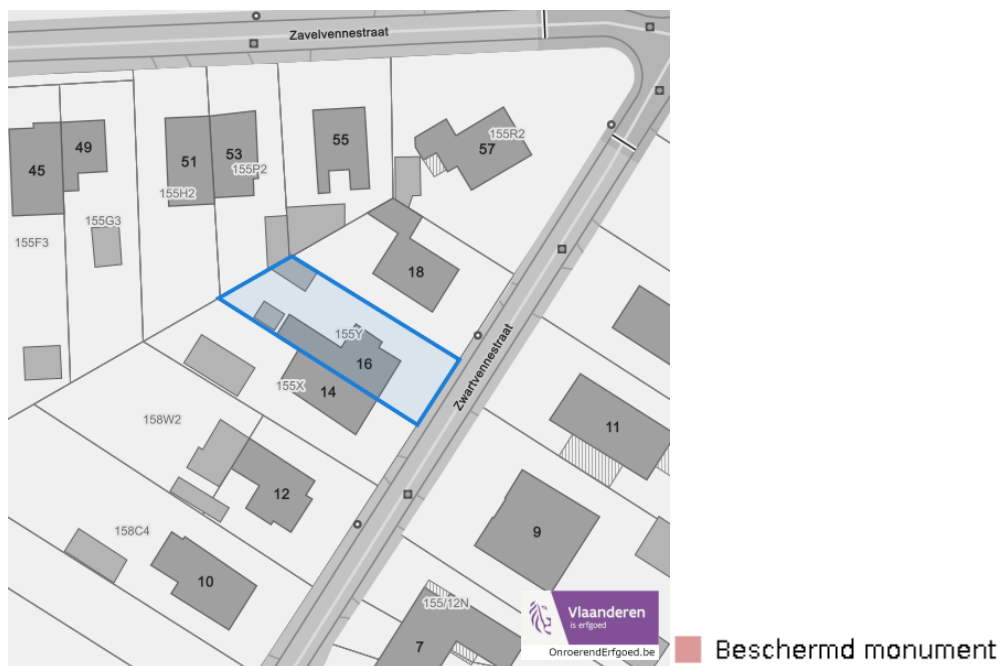 Zavelvennestraat
45
49
51
53
55
57
155R2
155P2
155H2
155G3
155F3
18
155Y
16
155X
14
Zwartvennestraat
158W2
11
12
9
158C4
10
155/12N
7
Vlaanderen
is erfgoed
OnroerendErfgoed.be
Beschermd monument